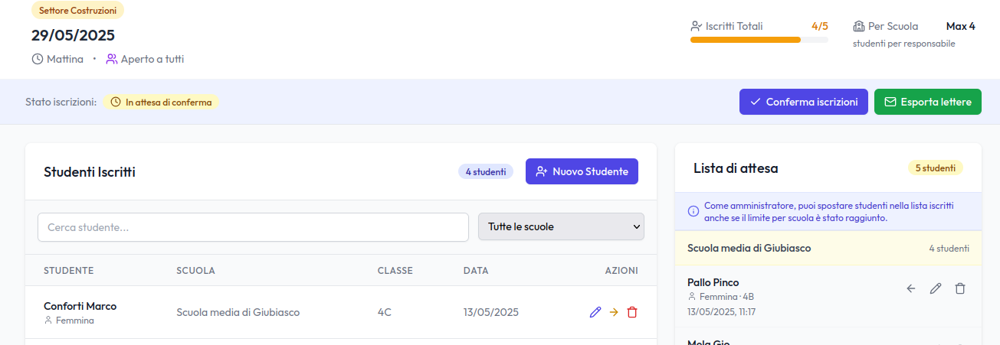 Settore Costruzioni
29/05/2025
Mattina • Aperto a tutti
Iscritti Totali 4/5
Per Scuola Max 4
studenti per responsabile
Stato iscrizioni: In attesa di conferma
Conferma iscrizioni
Esporta lettere
Studenti Iscritti
4 studenti
Nuovo Studente
Cerca studente...
Tutte le scuole
STUDENTE SCUOLA CLASSE DATA AZIONI
Conforti Marco
Femmina
Scuola media di Giubiasco
4C
13/05/2025
Lista di attesa
5 studenti
Come amministratore, puoi spostare studenti nella lista iscritti
anche se il limite per scuola è stato raggiunto.
Scuola media di Giubiasco 4 studenti
Pallo Pinco
Femmina · 4B
13/05/2025, 11:17
Mela Gio